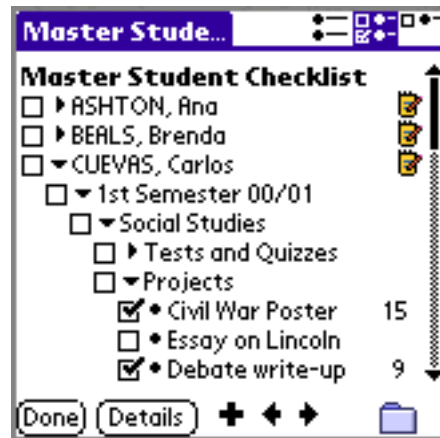 Master Stude...
Master Student Checklist
ASHTON, Ana
BEALS, Brenda
CUEVAS, Carlos
1st Semester 00/01
Social Studies
Tests and Quizzes
Projects
Civil War Poster 15
Essay on Lincoln
Debate write-up 9
Done Details